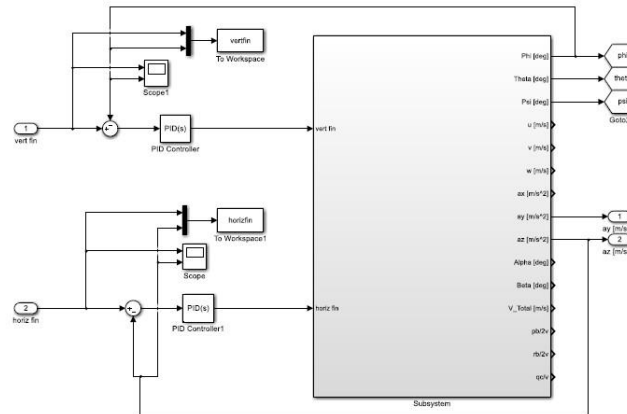 vertfin
To Workspace
Scope1
1
vert fin
PID(s)
PID Controller
vert fin
Phi [deg]
Theta [deg]
Psi [deg]
u [m/s]
v [m/s]
w [m/s]
ax [m/s^2]
ay [m/s^2]
az [m/s^2]
Alpha [deg]
Beta [deg]
V_Total [m/s]
pb/2v
rb/2v
qc/v
phi
thet
psi
1
ay [m/s
2
az [m/s
horizfin
To Workspace1
Scope
2
horiz fin
PID(s)
PID Controller1
horiz fin
Subsystem